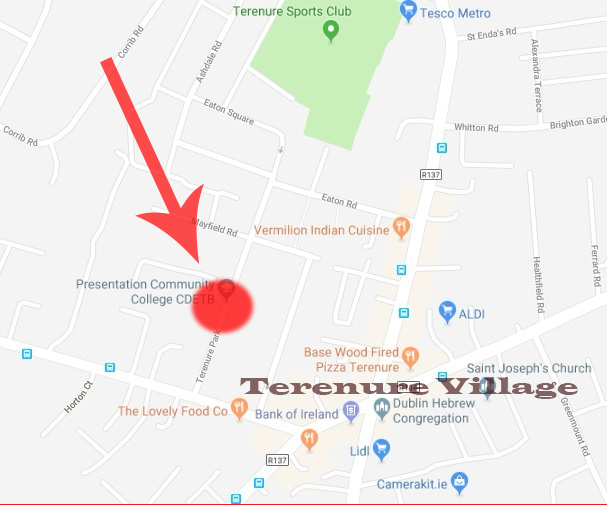 Terenure Sports Club
Tesco Metro
St Enda's Rd
Corrib Rd
Ashdale Rd
Alexandra Terrace
Eaton Square
Corrib Rd
Whitton Rd
Brighton Garde
R137
Eaton Rd
Mayfield Rd
Vermilion Indian Cuisine
Healthfield Rd
Ferrard Rd
Presentation Community
College CDETB
ALDI
Terenure Park
Base Wood Fired
Pizza Terenure
Saint Joseph's Church
Terenure Village
Horton Ct
The Lovely Food Co
Bank of Ireland
Dublin Hebrew
Congregation
Greenmount Rd
Lidl
R137
Camerakit.ie